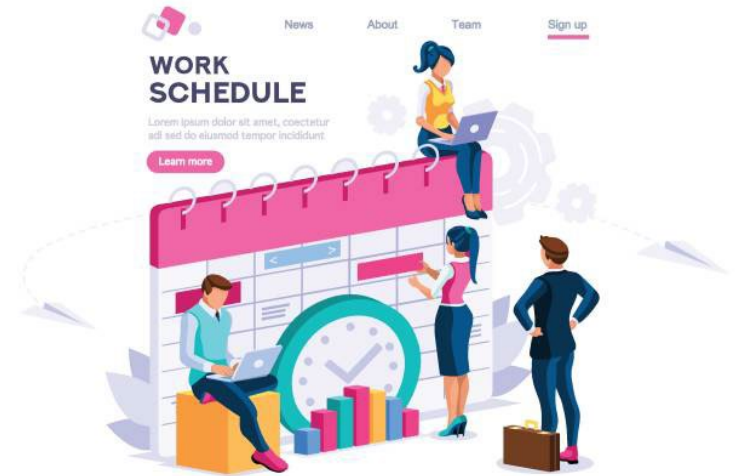 News
About
Team
Sign up
WORK
SCHEDULE
Lorem ipsum dolor sit amet, coectetur
adi sed do eiusmod tempor incididunt
Learn more
<
>